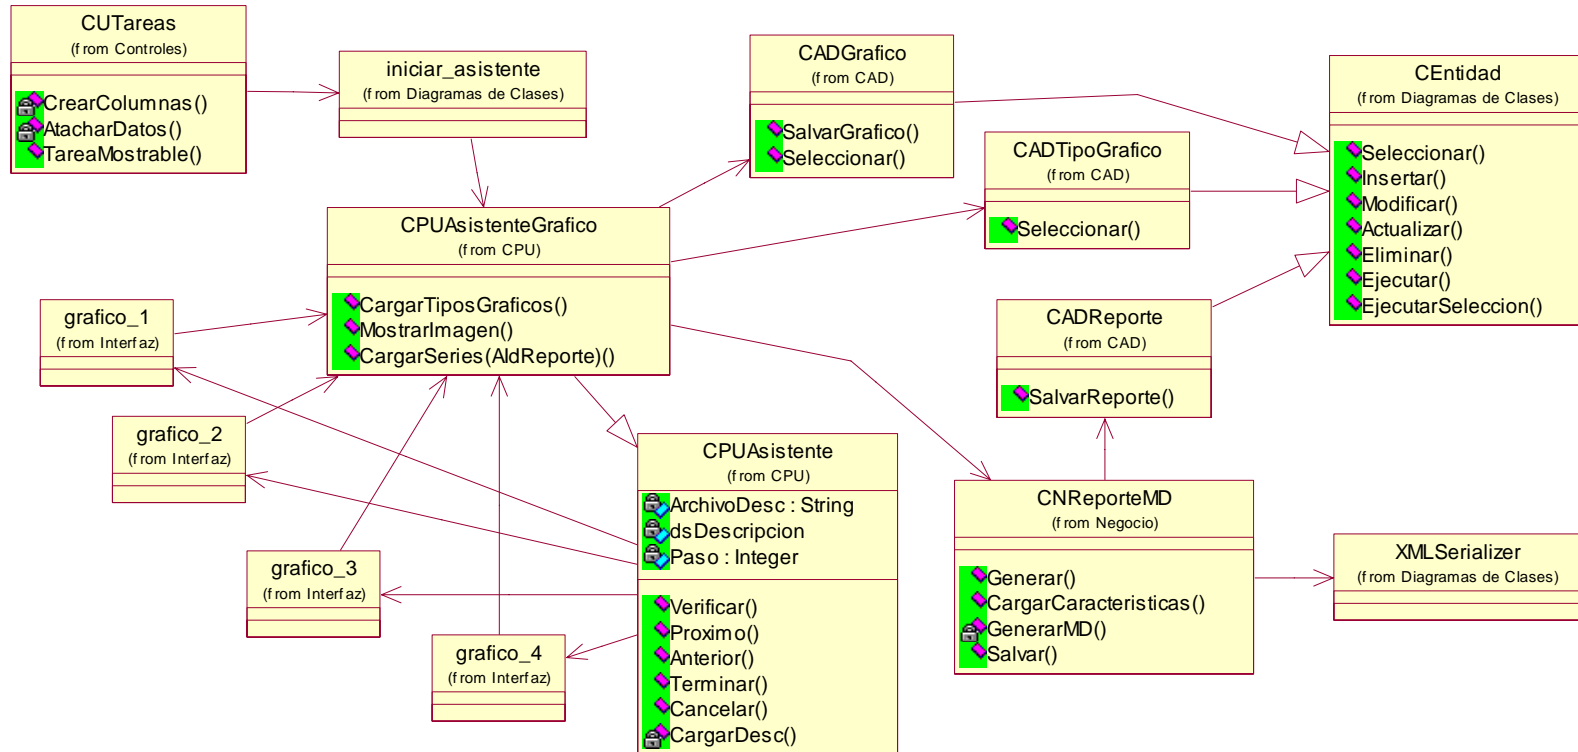 CUTareas
(from Controles)
CrearColumnas()
AtacharDatos()
TareaMostrable()
iniciar_asistente
(from Diagramas de Clases)
CADGrafico
(from CAD)
SalvarGrafico()
Seleccionar()
CEntidad
(from Diagramas de Clases)
Seleccionar()
Insertar()
Modificar()
Actualizar()
Eliminar()
Ejecutar()
EjecutarSeleccion()
CADTipoGrafico
(from CAD)
Seleccionar()
CPUAsistenteGrafico
(from CPU)
CargarTiposGraficos()
MostrarImagen()
CargarSeries(AIdReporte)()
grafico_1
(from Interfaz)
CADReporte
(from CAD)
SalvarReporte()
grafico_2
(from Interfaz)
CPUAsistente
(from CPU)
ArchivoDesc : String
dsDescripcion
Paso : Integer
Verificar()
Proximo()
Anterior()
Terminar()
Cancelar()
CargarDesc()
CNReporteMD
(from Negocio)
Generar()
CargarCaracteristicas()
GenerarMD()
Salvar()
XMLSerializer
(from Diagramas de Clases)
grafico_3
(from Interfaz)
grafico_4
(from Interfaz)